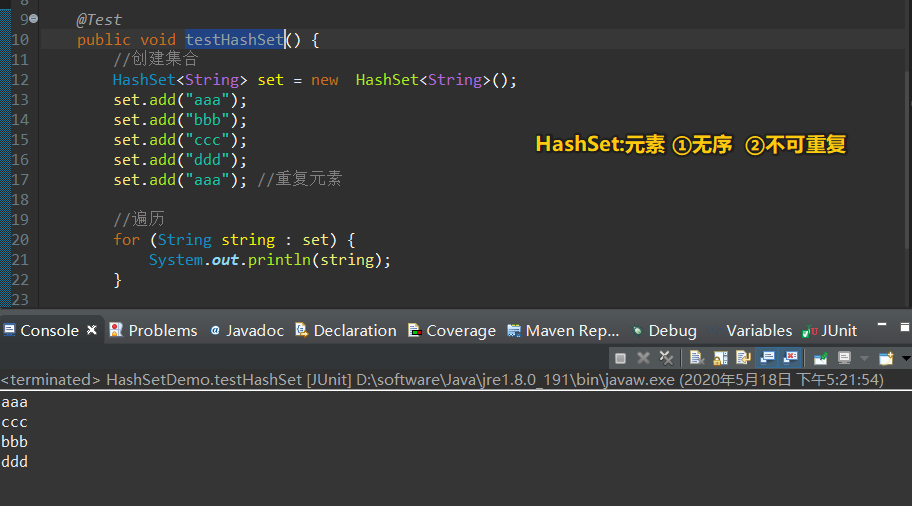 8
9 @Test
10 public void testHashSet() {
11 //创建集合
12 HashSet<String> set = new  HashSet<String>();
13 set.add("aaa");
14 set.add("bbb");
15 set.add("ccc");
16 set.add("ddd");
17 set.add("aaa"); //重复元素
HashSet:元素 ①无序  ②不可重复
18
19 //遍历
20 for (String string : set) {
21 System.out.println(string);
22 }
23
Console Problems Javadoc Declaration Coverage Maven Rep... Debug Variables JUnit
<terminated> HashSetDemo.testHashSet [JUnit] D:\software\Java\jre1.8.0_191\bin\javaw.exe (2020年5月18日 下午5:21:54)
aaa
ccc
bbb
ddd